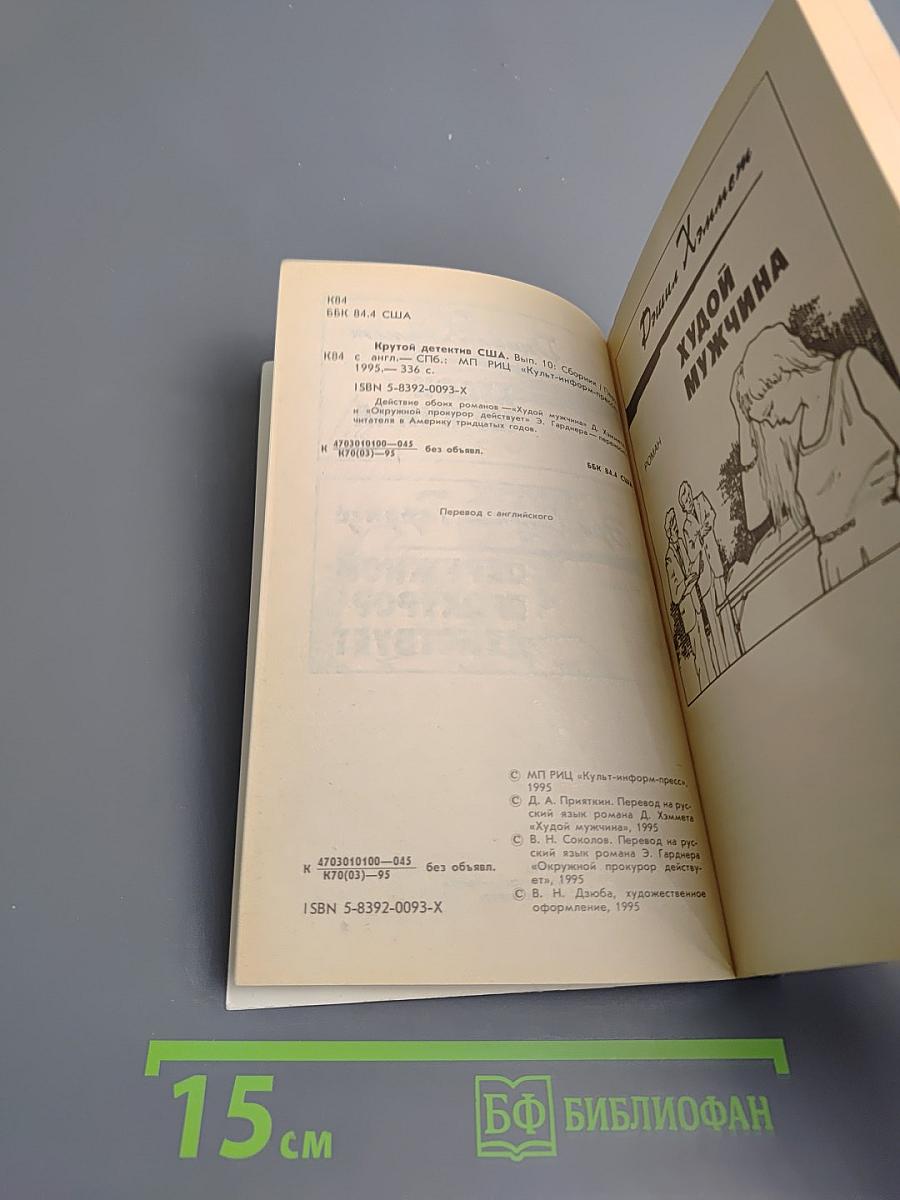 К84
ББК 84.4 США
Крутой детектив США. Вып. 10: Сборник /
К84 с англ.— СПб.: МП РИЦ «Культ-информ-пресс»,
1995.— 336 с.
ISBN 5-8392-0093-X
Действие обоих романов —«Худой мужчина» Д. Хэммета
и «Окружной прокурор действует» Э. Гарднера —
читателя в Америку тридцатых годов.
К 4703010100—045 без объявл.
К70(03)—95
ББК 84.4 США
Перевод с английского
© МП РИЦ «Культ-информ-пресс»,
1995
© Д. А. Прияткин. Перевод на рус-
ский язык романа Д. Хэммета
«Худой мужчина», 1995
© В. Н. Соколов. Перевод на рус-
ский язык романа Э. Гарднера
«Окружной прокурор действу-
ет», 1995
© В. Н. Дзюба, художественное
оформление, 1995
К 4703010100—045 без объявл.
К70(03)—95
ISBN 5-8392-0093-X
Дэшил Хэммет
ХУДОЙ
МУЖЧИНА
РОМАН
15 см
БФ БИБЛИОФАН